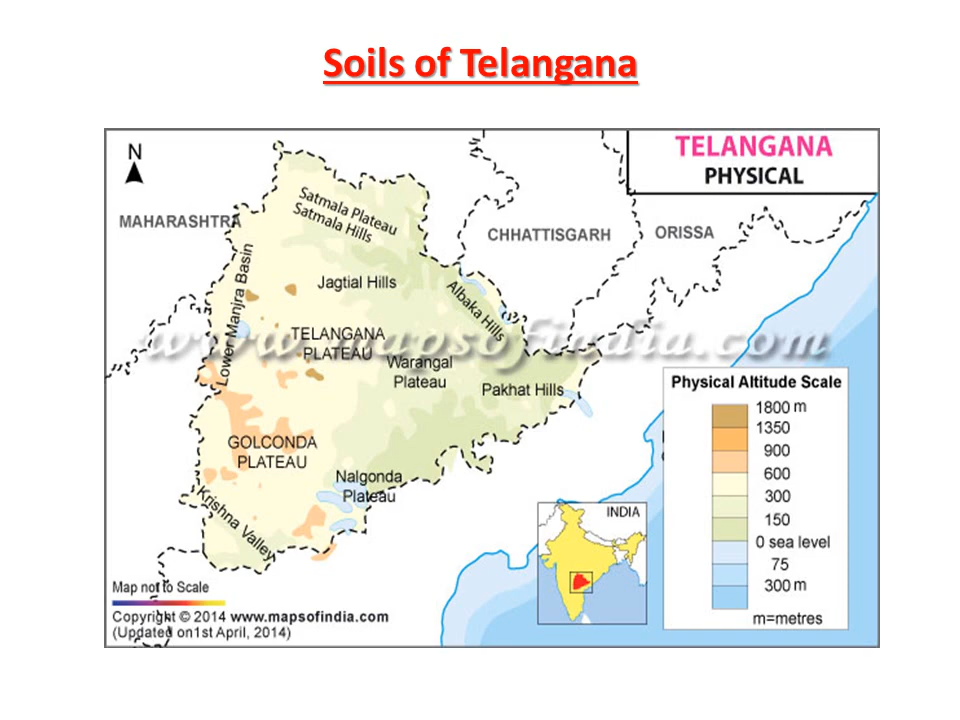 Soils of Telangana
TELANGANA
PHYSICAL
N
MAHARASHTRA
CHHATTISGARH
ORISSA
Satmala Plateau
Satmala Hills
Lower Manjra Basin
Jagtial Hills
Albaka Hills
www.mapsofindia.com
TELANGANA
PLATEAU
Warangal
Plateau
Pakhat Hills
GOLCONDA
PLATEAU
Nalgonda
Plateau
Krishna Valley
Physical Altitude Scale
1800 m
1350
900
600
300
150
0 sea level
75
300 m
m=metres
INDIA
Map not to Scale
Copyright © 2014 www.mapsofindia.com
(Updated on1st April, 2014)